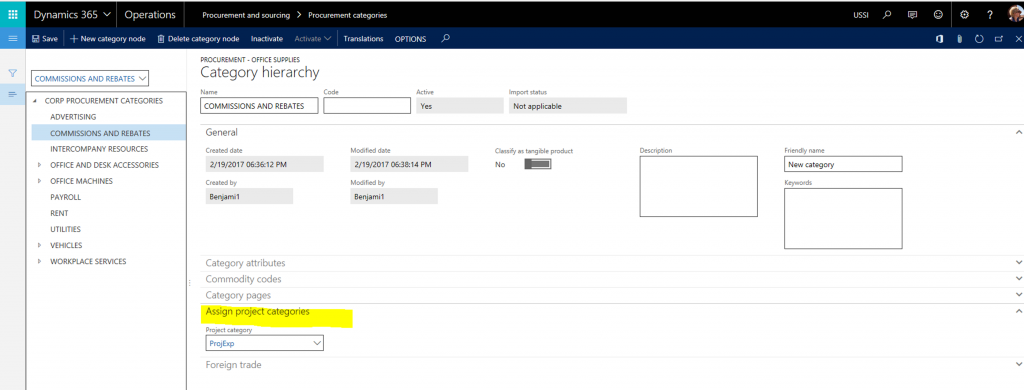 Dynamics 365 Operations Procurement and sourcing > Procurement categories USSI ?
Save + New category node Delete category node Inactivate Activate Translations OPTIONS
COMMISSIONS AND REBATES
CORP PROCUREMENT CATEGORIES
ADVERTISING
COMMISSIONS AND REBATES
INTERCOMPANY RESOURCES
OFFICE AND DESK ACCESSORIES
OFFICE MACHINES
PAYROLL
RENT
UTILITIES
VEHICLES
WORKPLACE SERVICES
PROCUREMENT - OFFICE SUPPLIES
Category hierarchy
Name Code Active Import status
COMMISSIONS AND REBATES Yes Not applicable
General
Created date Modified date Classify as tangible product Description Friendly name
2/19/2017 06:36:12 PM 2/19/2017 06:38:14 PM No New category
Created by Modified by Keywords
Benjami1 Benjami1
Category attributes
Commodity codes
Category pages
Assign project categories
Project category
ProjExp
Foreign trade